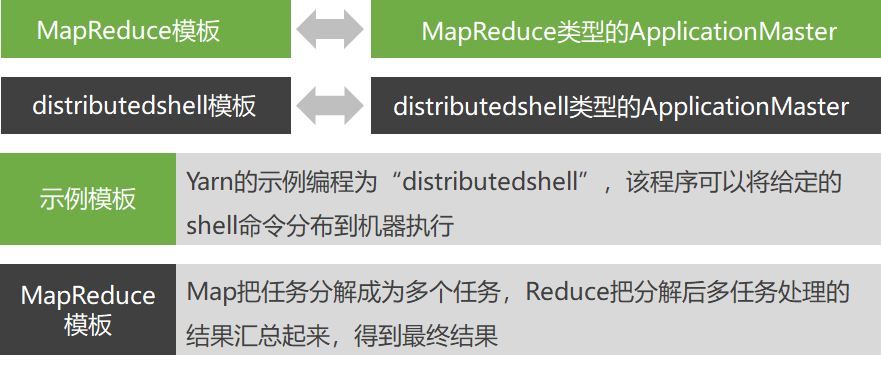 MapReduce模板
MapReduce类型的ApplicationMaster
distributedshell模板
distributedshell类型的ApplicationMaster
示例模板
Yarn的示例编程为“distributedshell”，该程序可以将给定的
shell命令分布到机器执行
MapReduce
模板
Map把任务分解成为多个任务，Reduce把分解后多任务处理的
结果汇总起来，得到最终结果